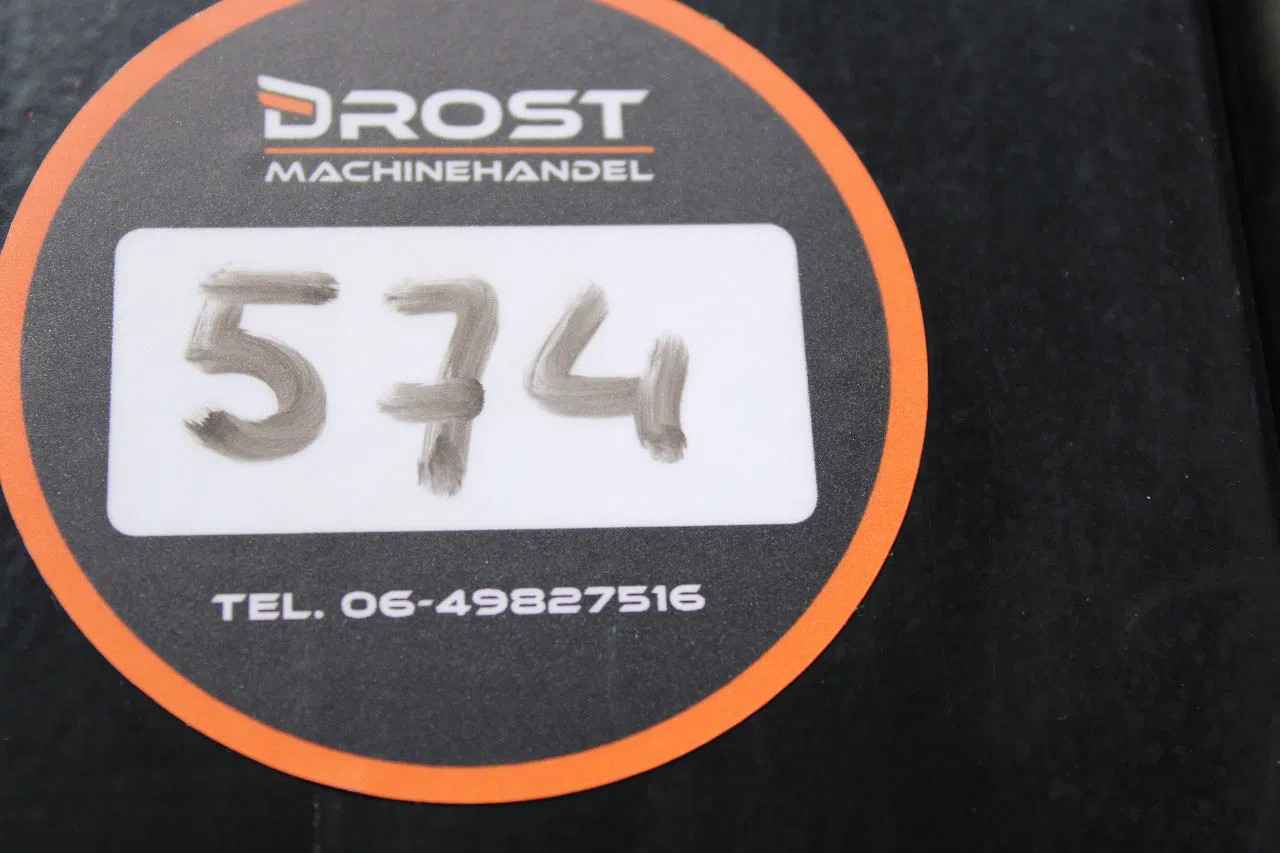 DROST
MACHINEHANDEL
574
TEL. 06-49827516